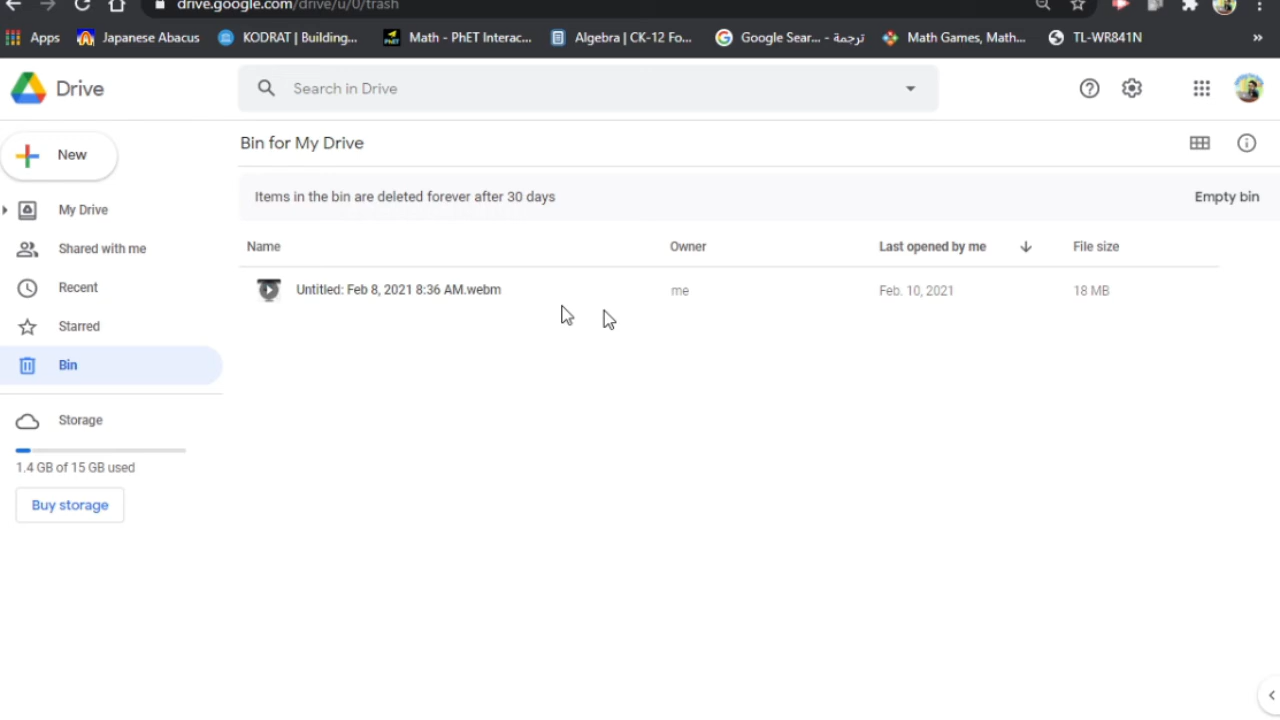 drive.google.com/drive/u/0/trash
Apps Japanese Abacus KODRAT | Building... Math - PhET Interac... Algebra | CK-12 Fo... Google Sear... - ترجمة Math Games, Math... TL-WR841N »
Drive
Search in Drive
New
Bin for My Drive
Items in the bin are deleted forever after 30 days
Empty bin
My Drive
Shared with me
Recent
Starred
Bin
Storage
1.4 GB of 15 GB used
Buy storage
Name Owner Last opened by me File size
Untitled: Feb 8, 2021 8:36 AM.webm me Feb. 10, 2021 18 MB